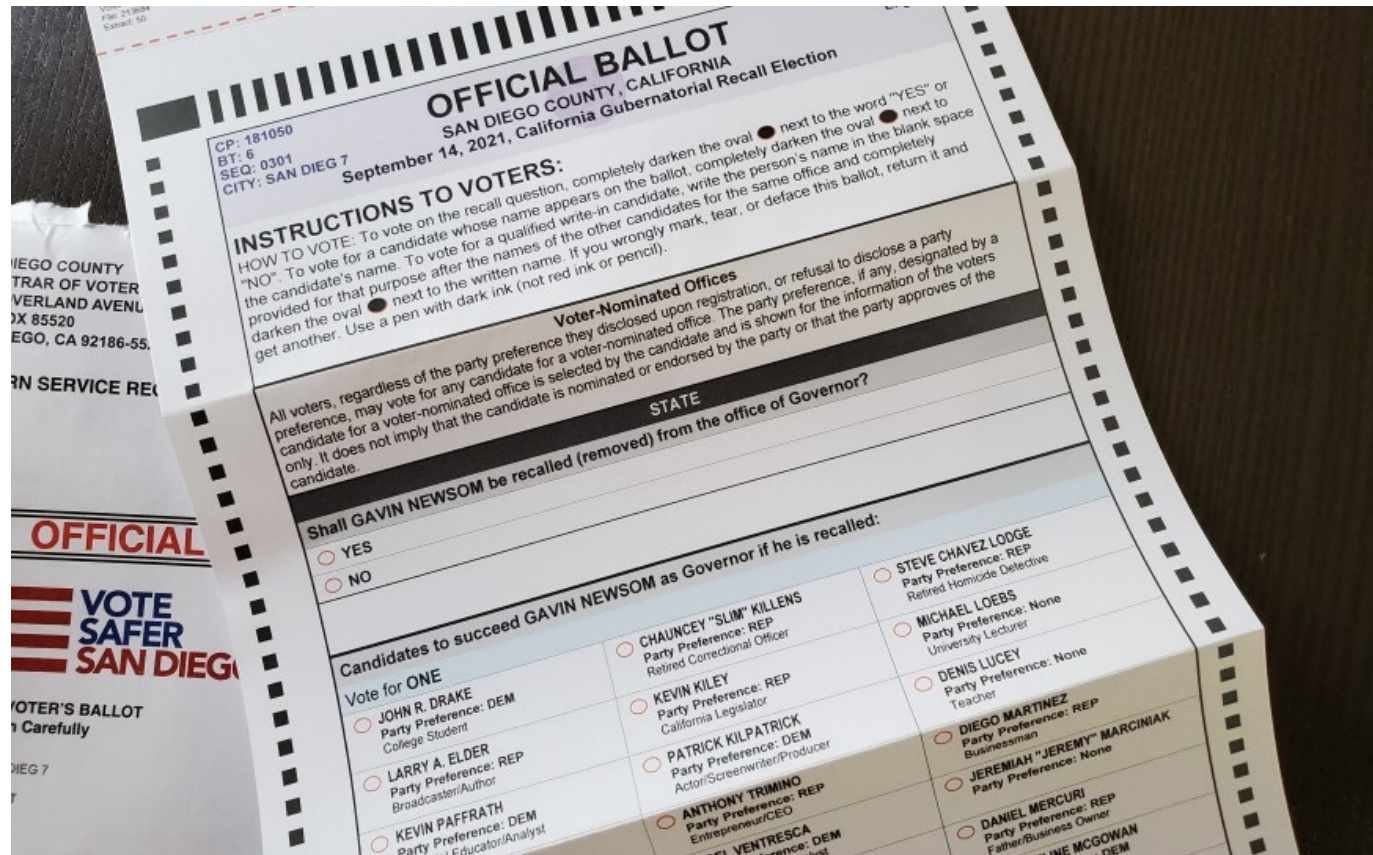 File: 219684
Extract: 50
OFFICIAL BALLOT
SAN DIEGO COUNTY, CALIFORNIA
September 14, 2021, California Gubernatorial Recall Election
CP: 181050
BT: 6
SEQ: 0301
CITY: SAN DIEG 7
INSTRUCTIONS TO VOTERS:
HOW TO VOTE: To vote on the recall question, completely darken the oval next to the word "YES" or
"NO". To vote for a candidate whose name appears on the ballot, completely darken the oval next to
the candidate's name. To vote for a qualified write-in candidate, write the person's name in the blank space
provided for that purpose after the names of the other candidates for the same office and completely
darken the oval next to the written name. If you wrongly mark, tear, or deface this ballot, return it and
get another. Use a pen with dark ink (not red ink or pencil).
Voter-Nominated Offices
All voters, regardless of the party preference they disclosed upon registration, or refusal to disclose a party
preference, may vote for any candidate for a voter-nominated office. The party preference, if any, designated by a
candidate for a voter-nominated office is selected by the candidate and is shown for the information of the voters
only. It does not imply that the candidate is nominated or endorsed by the party or that the party approves of the
candidate.
STATE
Shall GAVIN NEWSOM be recalled (removed) from the office of Governor?
YES
NO
Candidates to succeed GAVIN NEWSOM as Governor if he is recalled:
Vote for ONE
JOHN R. DRAKE
Party Preference: DEM
College Student
LARRY A. ELDER
Party Preference: REP
Broadcaster/Author
KEVIN PAFFRATH
Party Preference: DEM
Educator/Analyst
CHAUNCEY "SLIM" KILLENS
Party Preference: REP
Retired Correctional Officer
KEVIN KILEY
Party Preference: REP
California Legislator
PATRICK KILPATRICK
Party Preference: DEM
Actor/Screenwriter/Producer
ANTHONY TRIMINO
Party Preference: REP
Entrepreneur/CEO
EL VENTRESCA
erence: DEM
STEVE CHAVEZ LODGE
Party Preference: REP
Retired Homicide Detective
MICHAEL LOEBS
Party Preference: None
University Lecturer
DENIS LUCEY
Party Preference: None
Teacher
DIEGO MARTINEZ
Party Preference: REP
Businessman
JEREMIAH "JEREMY" MARCINIAK
Party Preference: None
DANIEL MERCURI
Party Preference: REP
Father/Business Owner
INE MCGOWAN
DEM
IEGO COUNTY
TRAR OF VOTER
VERLAND AVENU
OX 85520
EGO, CA 92186-55
RN SERVICE REQ
OFFICIAL
VOTE
SAFER
SAN DIEG
OTER'S BALLOT
Carefully
DIEG 7